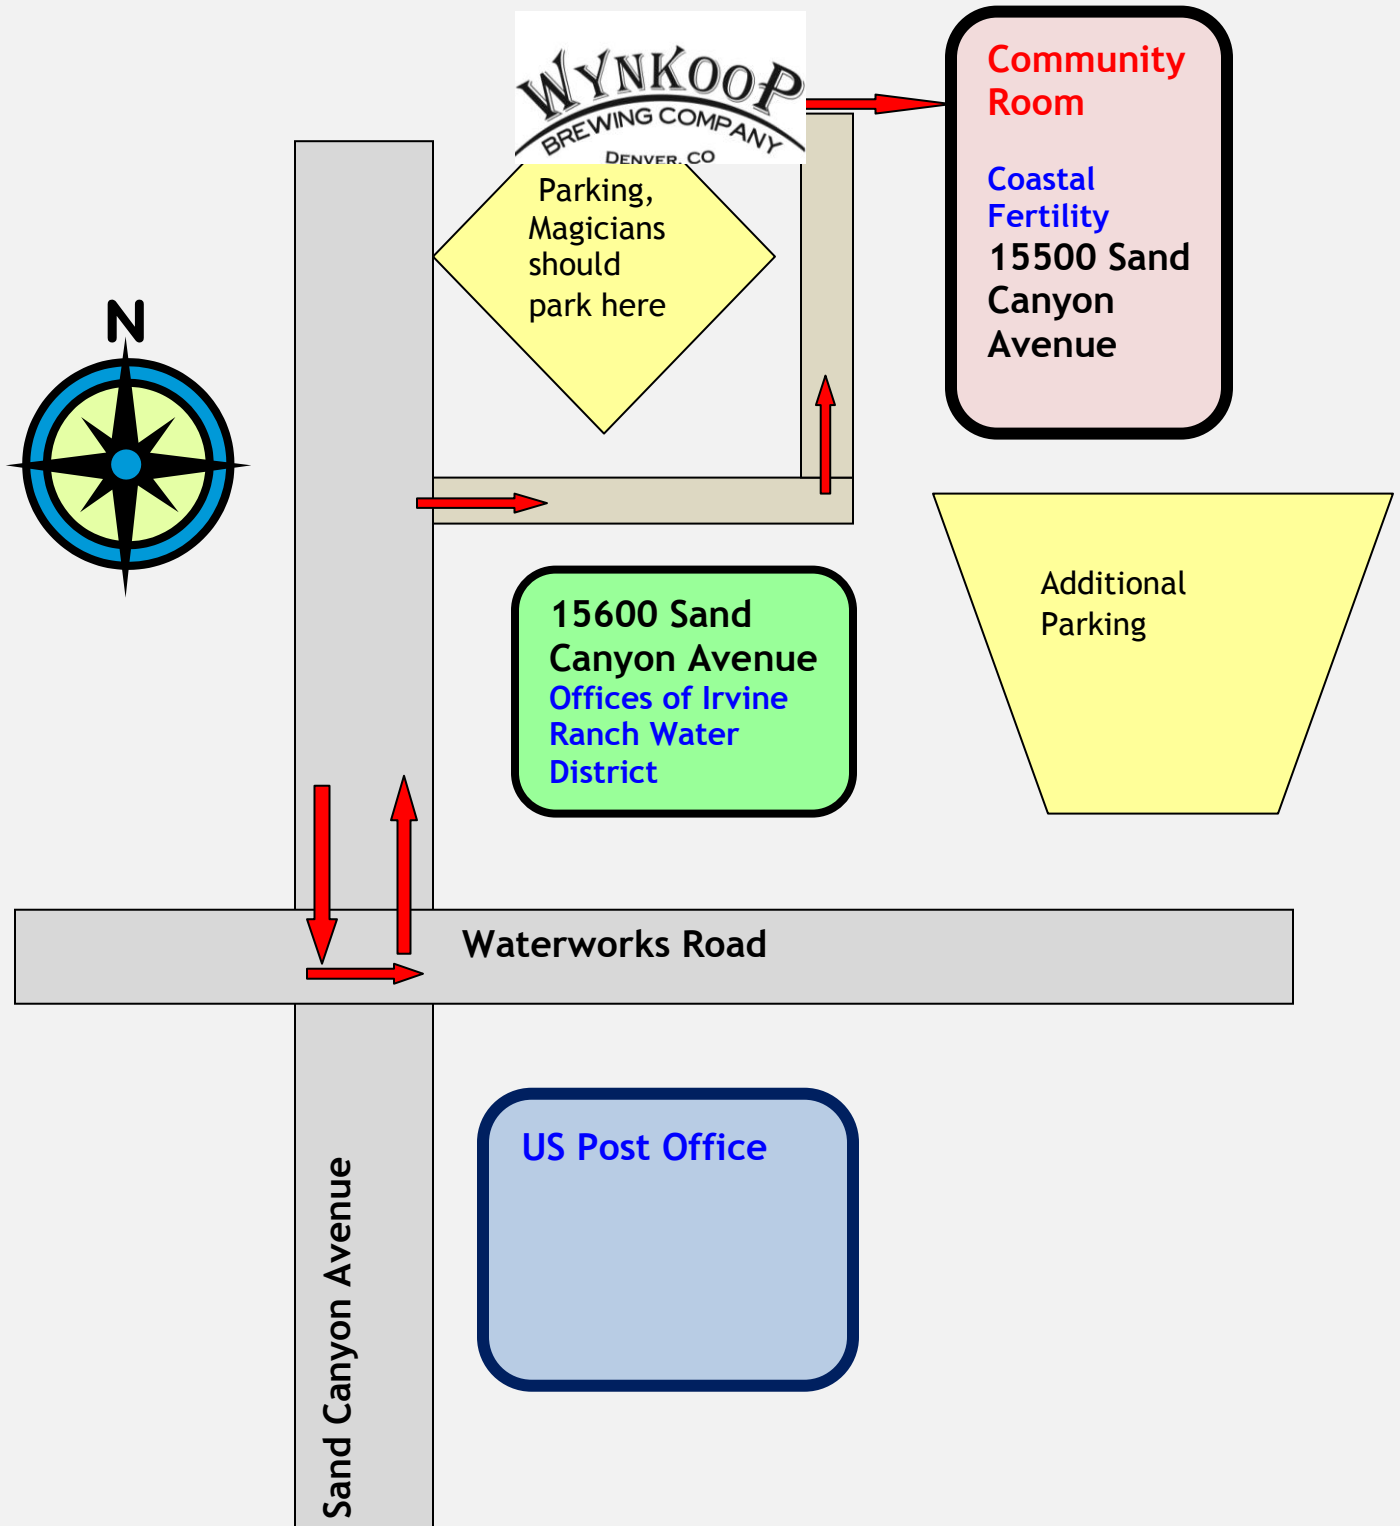 WYNKOOP
BREWING COMPANY
DENVER, CO
Community
Room
Coastal
Fertility
15500 Sand
Canyon
Avenue
Parking,
Magicians
should
park here
N
Additional
Parking
15600 Sand
Canyon Avenue
Offices of Irvine
Ranch Water
District
Waterworks Road
US Post Office
Sand Canyon Avenue